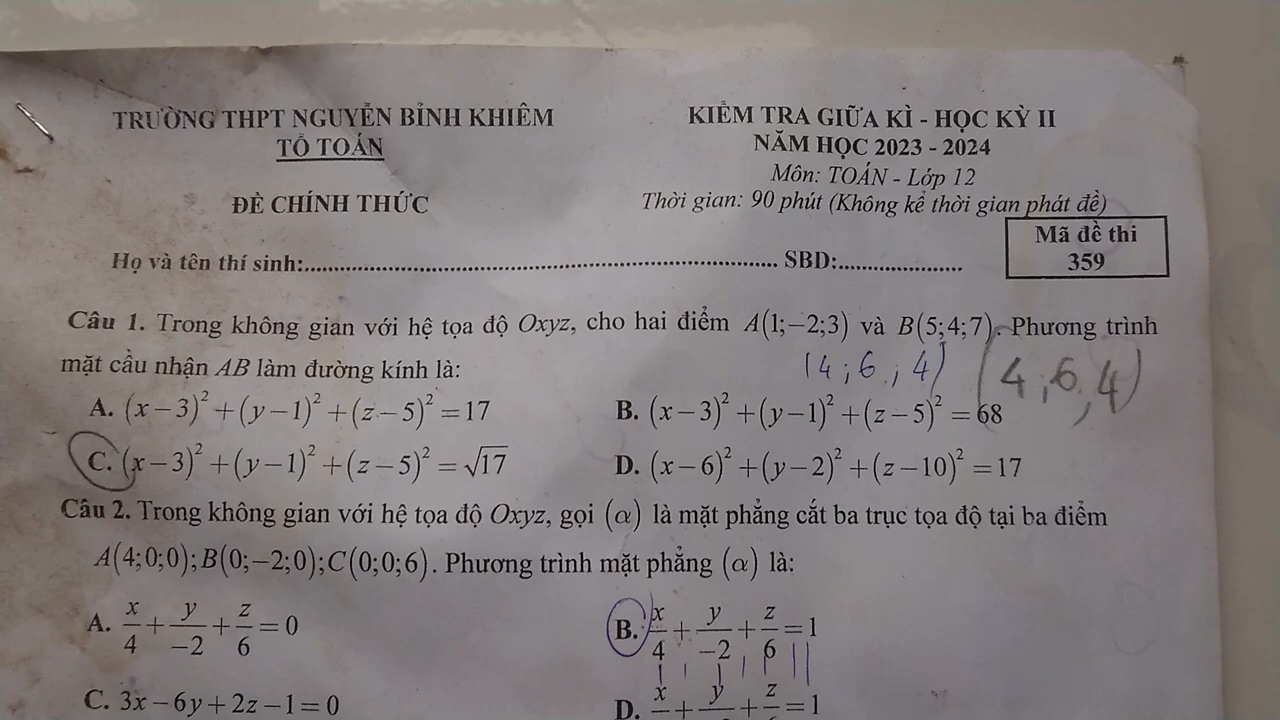 TRƯỜNG THPT NGUYỄN BỈNH KHIÊM
TỔ TOÁN
ĐỀ CHÍNH THỨC
KIỂM TRA GIỮA KÌ - HỌC KỲ II
NĂM HỌC 2023 - 2024
Môn: TOÁN - Lớp 12
Thời gian: 90 phút (Không kể thời gian phát đề)
Mã đề thi
359
Họ và tên thí sinh:.......................................................................... SBD:.....................
Câu 1. Trong không gian với hệ tọa độ Oxyz, cho hai điểm A(1;−2;3) và B(5;4;7). Phương trình
mặt cầu nhận AB làm đường kính là:
(4;6;4) (4;6,4)
A. (x−3)²+(y−1)²+(z−5)²=17
B. (x−3)²+(y−1)²+(z−5)²=68
C. (x−3)²+(y−1)²+(z−5)²=√17
D. (x−6)²+(y−2)²+(z−10)²=17
Câu 2. Trong không gian với hệ tọa độ Oxyz, gọi (α) là mặt phẳng cắt ba trục tọa độ tại ba điểm
A(4;0;0);B(0;−2;0);C(0;0;6). Phương trình mặt phẳng (α) là:
A. x/4+y/−2+z/6=0
B. x/4+y/−2+z/6=1
C. 3x−6y+2z−1=0
D. x/ + y/ + z/ =1